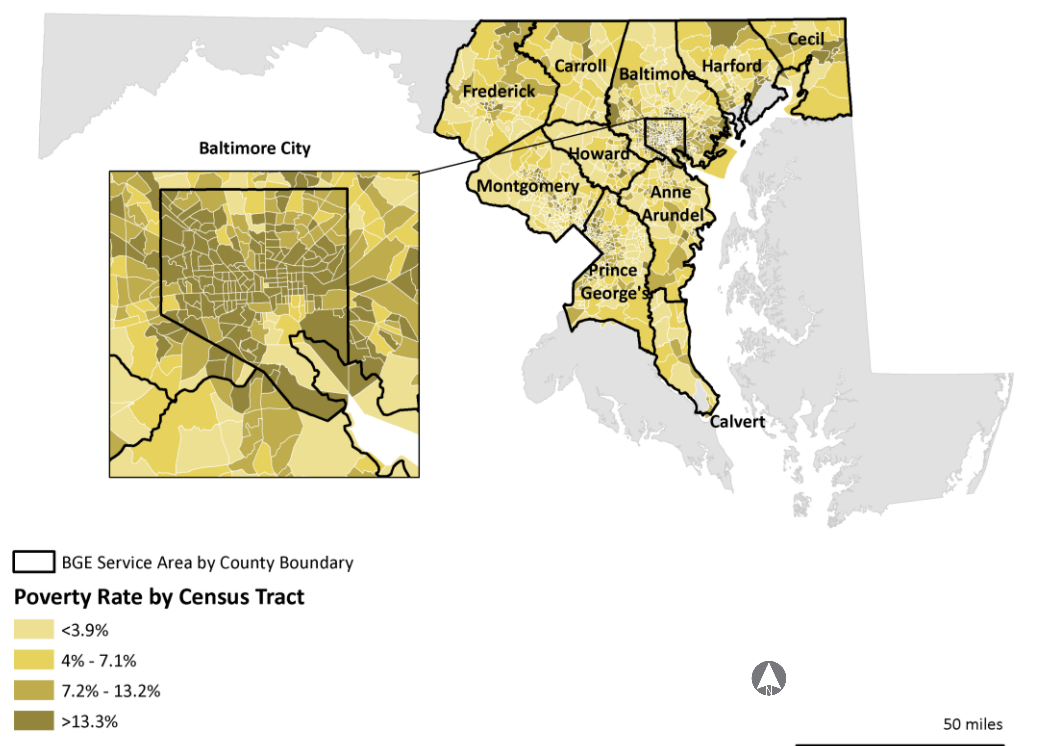 Cecil
Carroll
Baltimore
Harford
Frederick
Baltimore City
Howard
Montgomery
Anne
Arundel
Prince
George's
Calvert
BGE Service Area by County Boundary
Poverty Rate by Census Tract
<3.9%
4% - 7.1%
7.2% - 13.2%
>13.3%
N
50 miles